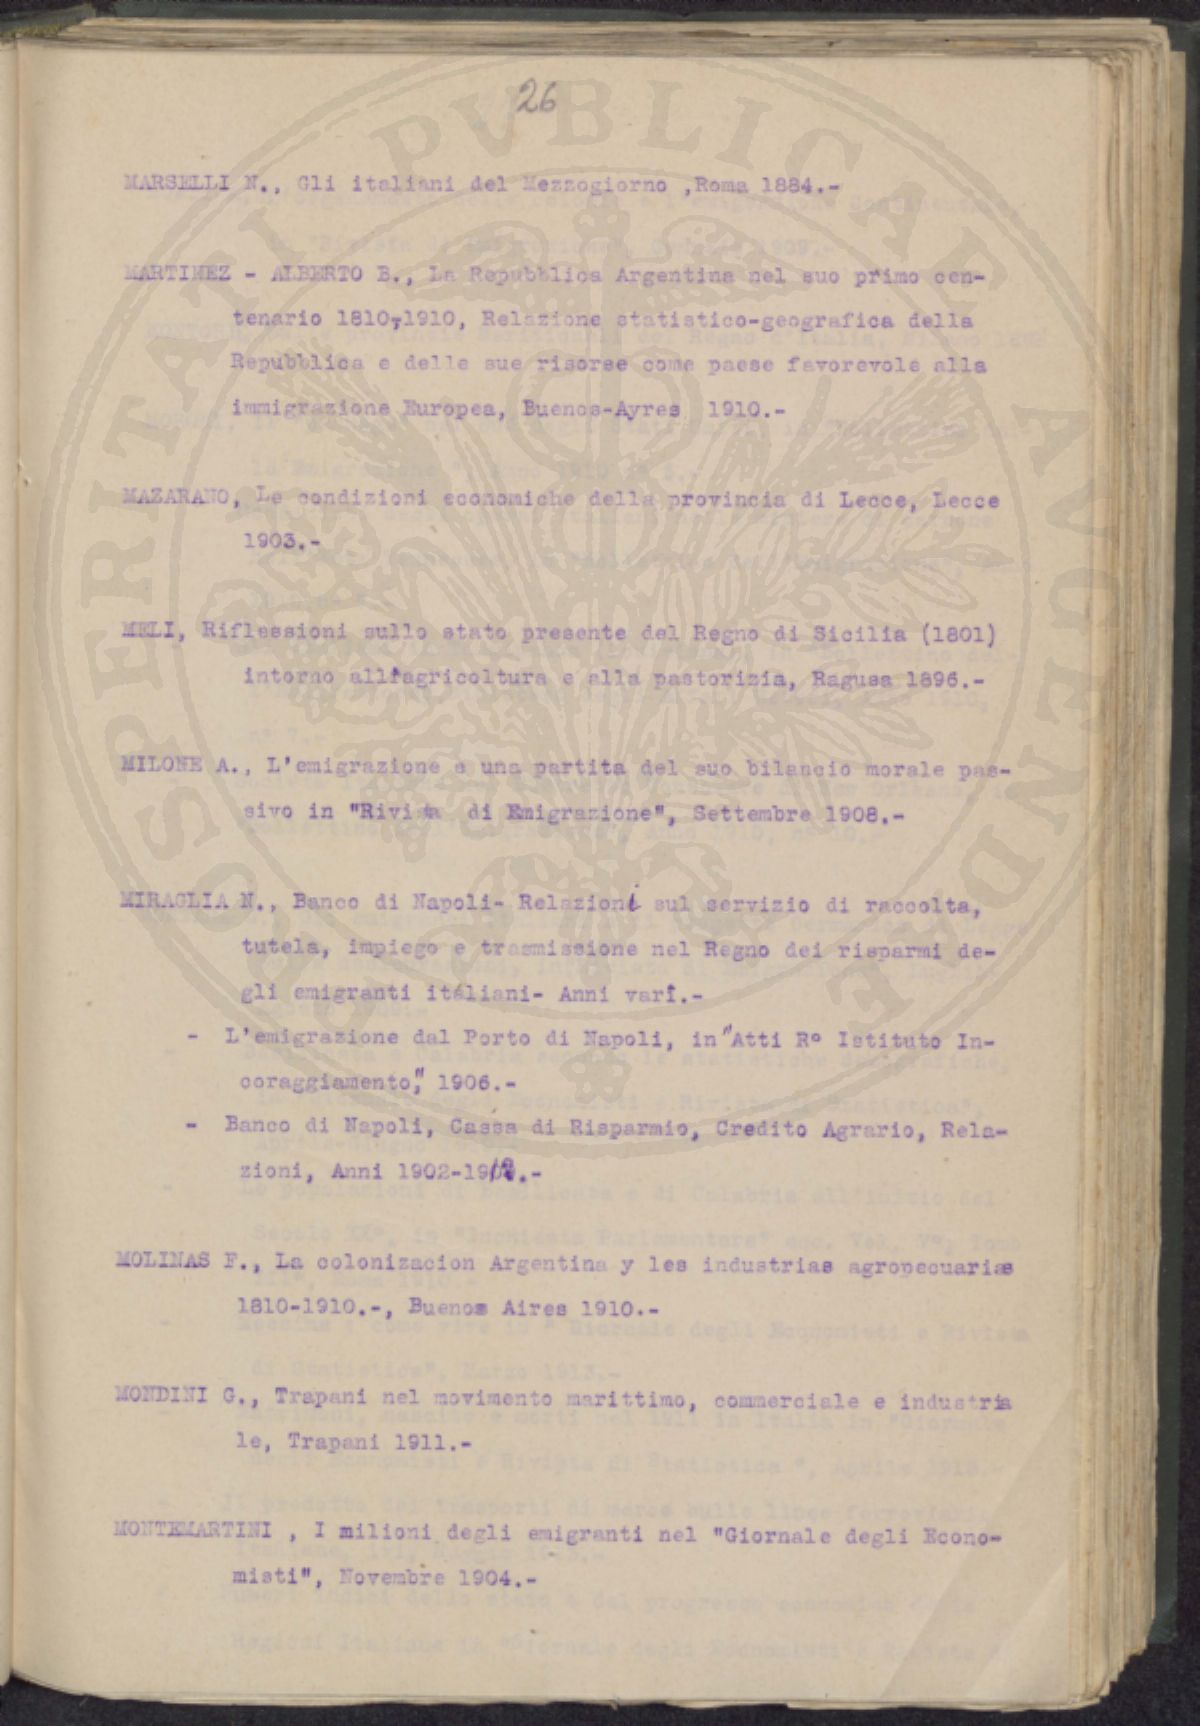 26
MARSELLI N., Gli italiani del Mezzogiorno ,Roma 1884.-
MARTINEZ - ALBERTO B., La Repubblica Argentina nel suo primo cen-
tenario 1810-1910, Relazione statistico-geografica della
Repubblica e delle sue risorse come paese favorevole alla
immigrazione Europea, Buenos-Ayres 1910.-
MAZARANO, Le condizioni economiche della provincia di Lecce, Lecce
1903.-
MELI, Riflessioni sullo stato presente del Regno di Sicilia (1801)
intorno all'agricoltura e alla pastorizia, Ragusa 1896.-
MILONE A., L'emigrazione e una partita del suo bilancio morale pas-
sivo in "Rivista di Emigrazione", Settembre 1908.-
MIRAGLIA N., Banco di Napoli- Relazioni sul servizio di raccolta,
tutela, impiego e trasmissione nel Regno dei risparmi de-
gli emigranti italiani- Anni varî.-
- L'emigrazione dal Porto di Napoli, in "Atti R° Istituto In-
coraggiamento", 1906.-
- Banco di Napoli, Cassa di Risparmio, Credito Agrario, Rela-
zioni, Anni
MOLINAS F., La colonizacion Argentina y les industrias agropecuarias
1810-1910.-, Buenos Aires 1910.-
MONDINI G., Trapani nel movimento marittimo, commerciale e industria
le, Trapani 1911.-
MONTEMARTINI , I milioni degli emigranti nel "Giornale degli Econo-
misti", Novembre 1904.-
PROSPERITATI PVBLICAE AVGENDAE